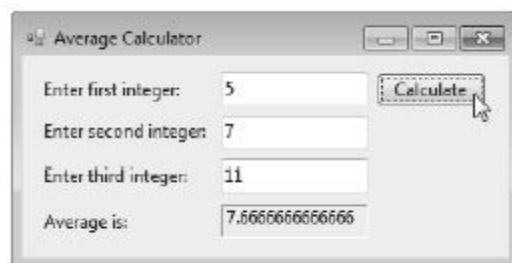 Average Calculator
Enter first integer: 5 Calculate
Enter second integer: 7
Enter third integer: 11
Average is: 7.6666666666666